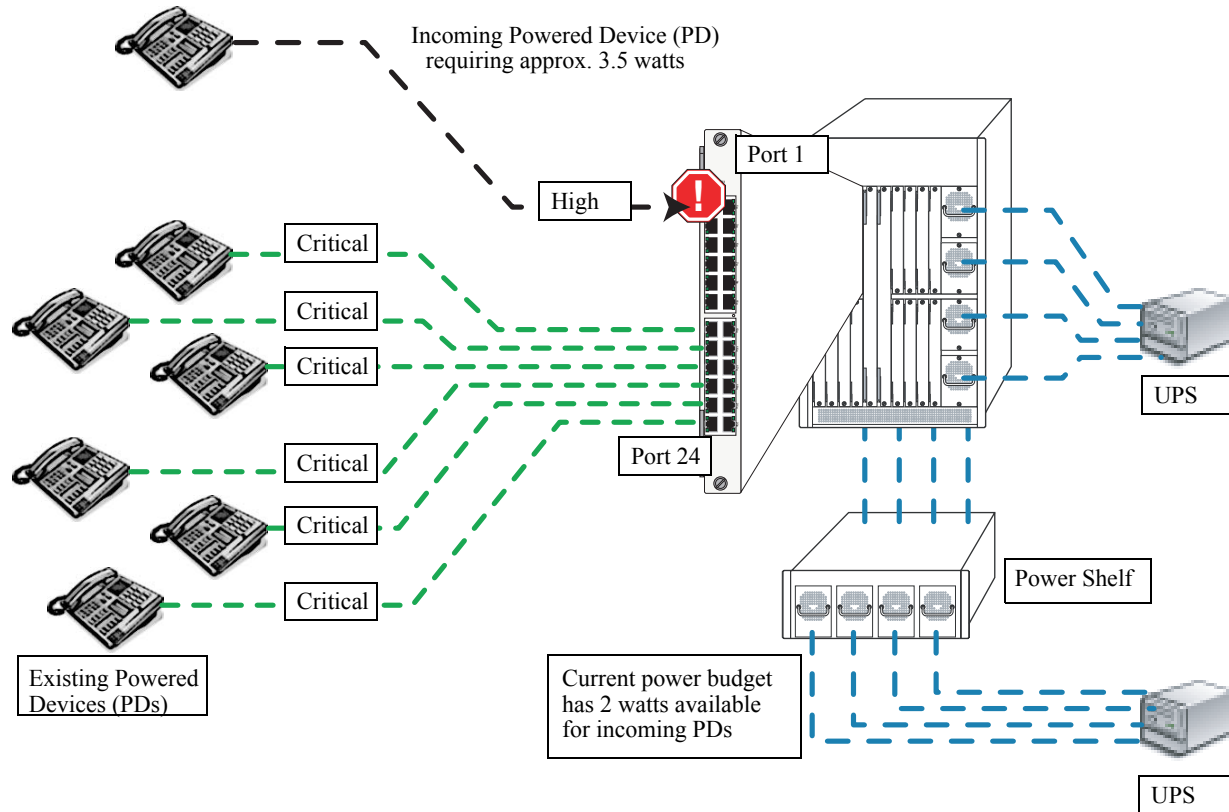 Incoming Powered Device (PD)
requiring approx. 3.5 watts
Port 1
High
Critical
Critical
Critical
Critical
Critical
Critical
Port 24
UPS
Power Shelf
Existing Powered
Devices (PDs)
Current power budget
has 2 watts available
for incoming PDs
UPS